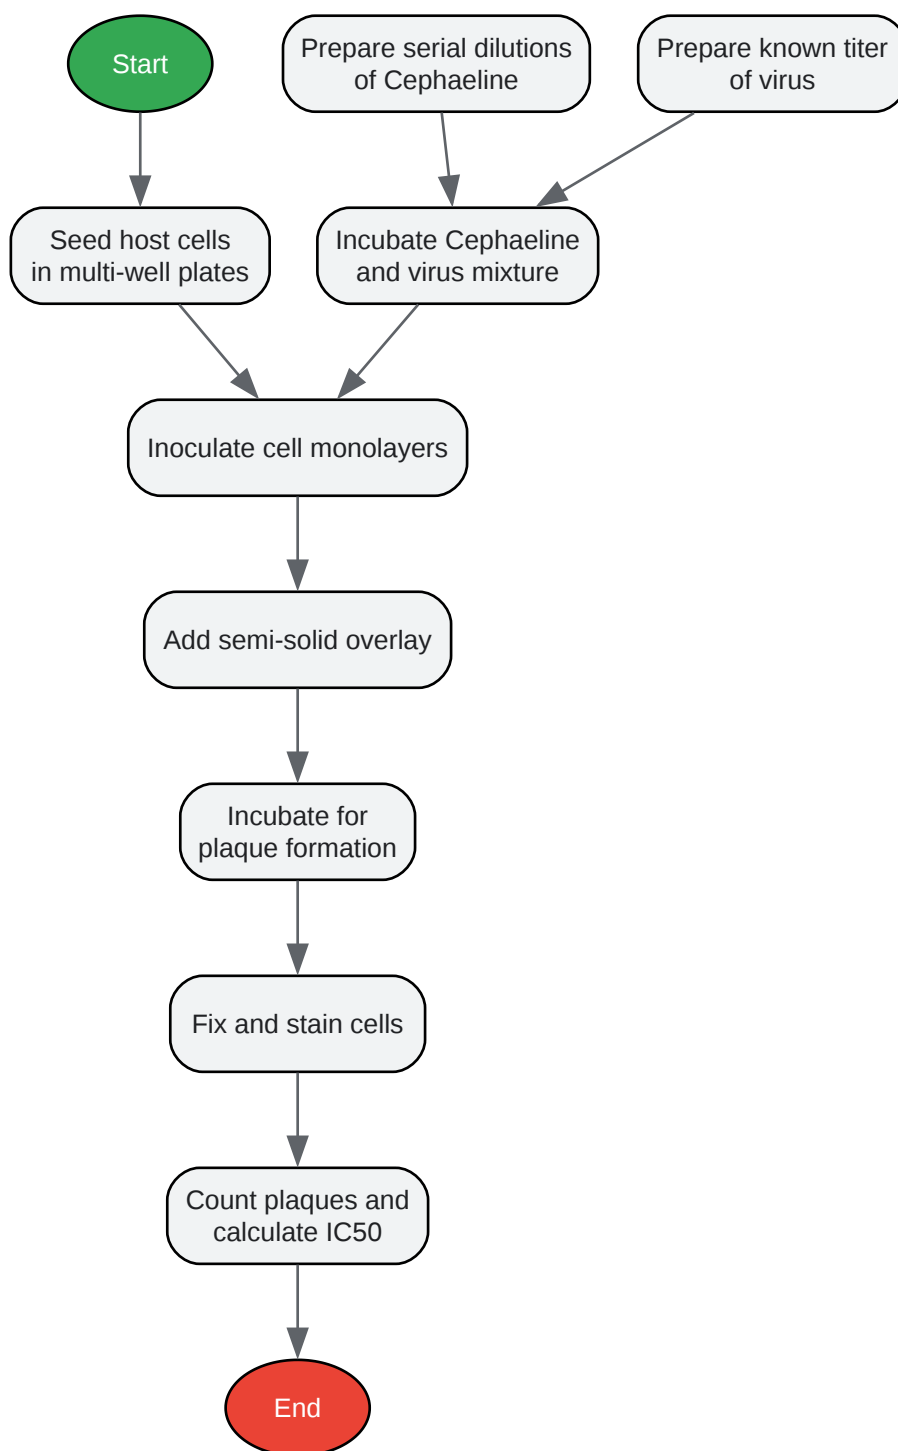 Start
Prepare serial dilutions
of Cephaeline
Prepare known titer
of virus
Seed host cells
in multi-well plates
Incubate Cephaeline
and virus mixture
Inoculate cell monolayers
Add semi-solid overlay
Incubate for
plaque formation
Fix and stain cells
Count plaques and
calculate IC50
End